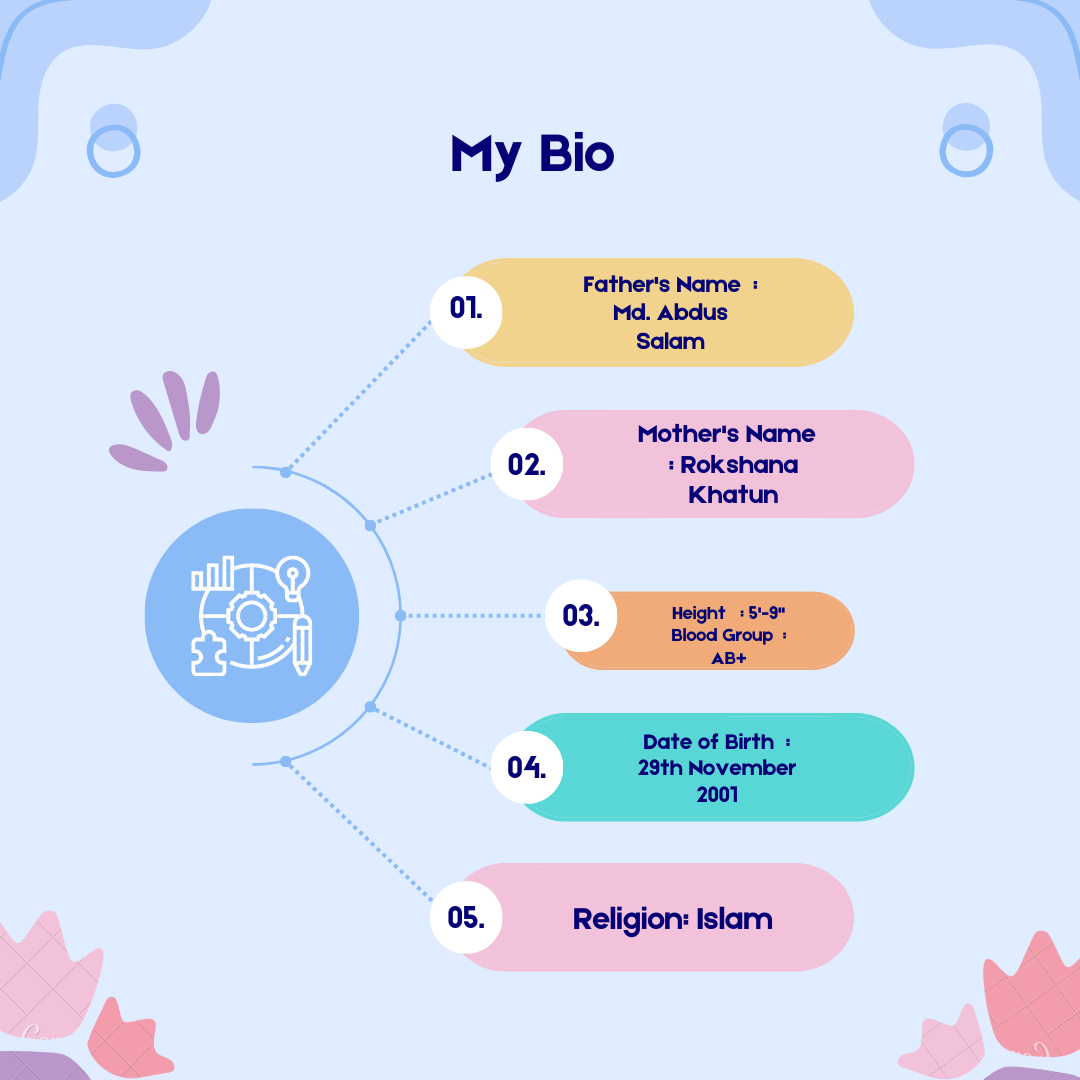 My Bio
01.
Father's Name :
Md. Abdus
Salam
02.
Mother's Name
: Rokshana
Khatun
03.
Height : 5'-9"
Blood Group :
AB+
04.
Date of Birth :
29th November
2001
05.
Religion: Islam